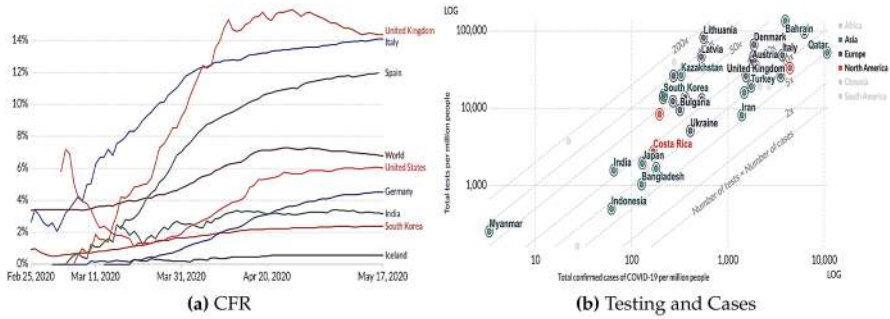 14%
12%
10%
8%
6%
4%
2%
0%
Feb 25, 2020
Mar 11, 2020
Mar 31, 2020
Apr 20, 2020
May 17, 2020
United Kingdom
Italy
Spain
World
United States
Germany
India
South Korea
Iceland
(a) CFR
LOG
100,000
10,000
1,000
Total tests per million people
Lithuania
Bahrain
Denmark
Latvia
200x
50x
Austria
Italy
Qatar
Kazakhstan
United Kingdom
Turkey
5x
South Korea
Bulgaria
Iran
2x
Ukraine
Costa Rica
India
Japan
Bangladesh
Indonesia
Myanmar
Number of tests = Number of cases
Africa
Asia
Europe
North America
Oceania
South America
10
100
1,000
10,000
Total confirmed cases of COVID-19 per million people
LOG
(b) Testing and Cases